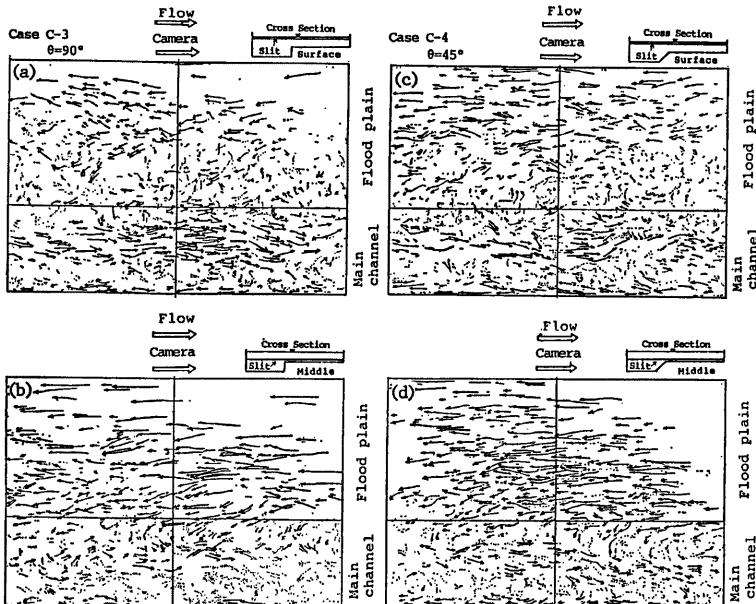 Flow
Camera
Case C-3
θ=90°
Cross Section
Slit
Surface
(a)
Flood plain
Main channel
Flow
Camera
Case C-4
θ=45°
Cross Section
Slit
Surface
(c)
Flood plain
Main channel
Flow
Camera
Cross Section
Slit
Middle
(b)
Flood plain
Main channel
Flow
Camera
Cross Section
Slit
Middle
(d)
Flood plain
Main channel